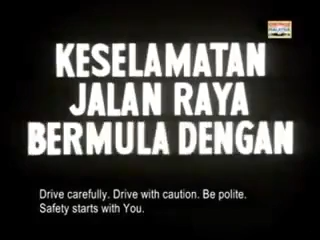 KESELAMATAN
JALAN RAYA
BERMULA DENGAN
Drive carefully. Drive with caution. Be polite.
Safety starts with You.